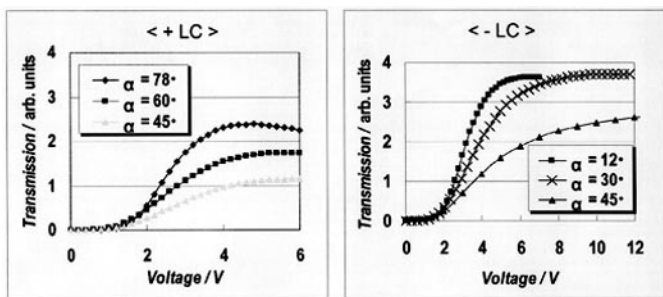 < + LC >
Transmission / arb. units
4
3
2
1
0
α = 78°
α = 60°
α = 45°
0 2 4 6
Voltage / V
< - LC >
Transmission / arb. units
4
3
2
1
0
α = 12°
α = 30°
α = 45°
0 2 4 6 8 10 12
Voltage / V